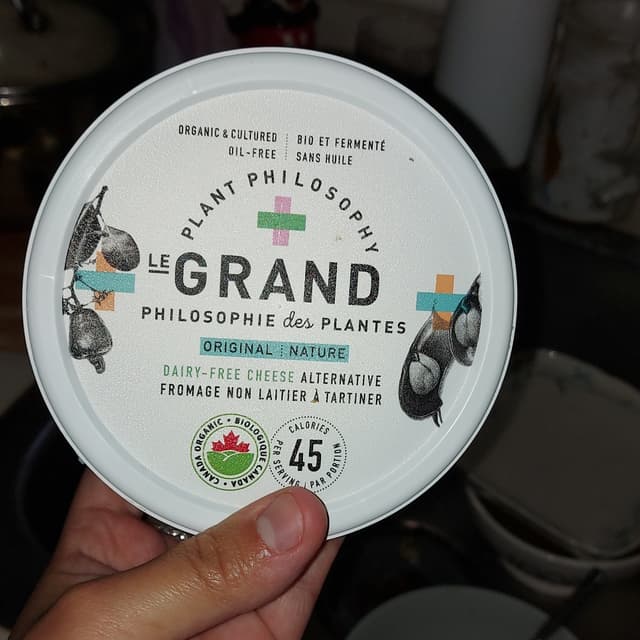 ORGANIC & CULTURED
OIL-FREE
BIO ET FERMENTÉ
SANS HUILE
PLANT PHILOSOPHY
LE GRAND
PHILOSOPHIE des PLANTES
ORIGINAL NATURE
DAIRY-FREE CHEESE ALTERNATIVE
FROMAGE NON LAITIER À TARTINER
CANADA ORGANIC • BIOLOGIQUE CANADA •
CALORIES
45
PER SERVING | PAR PORTION